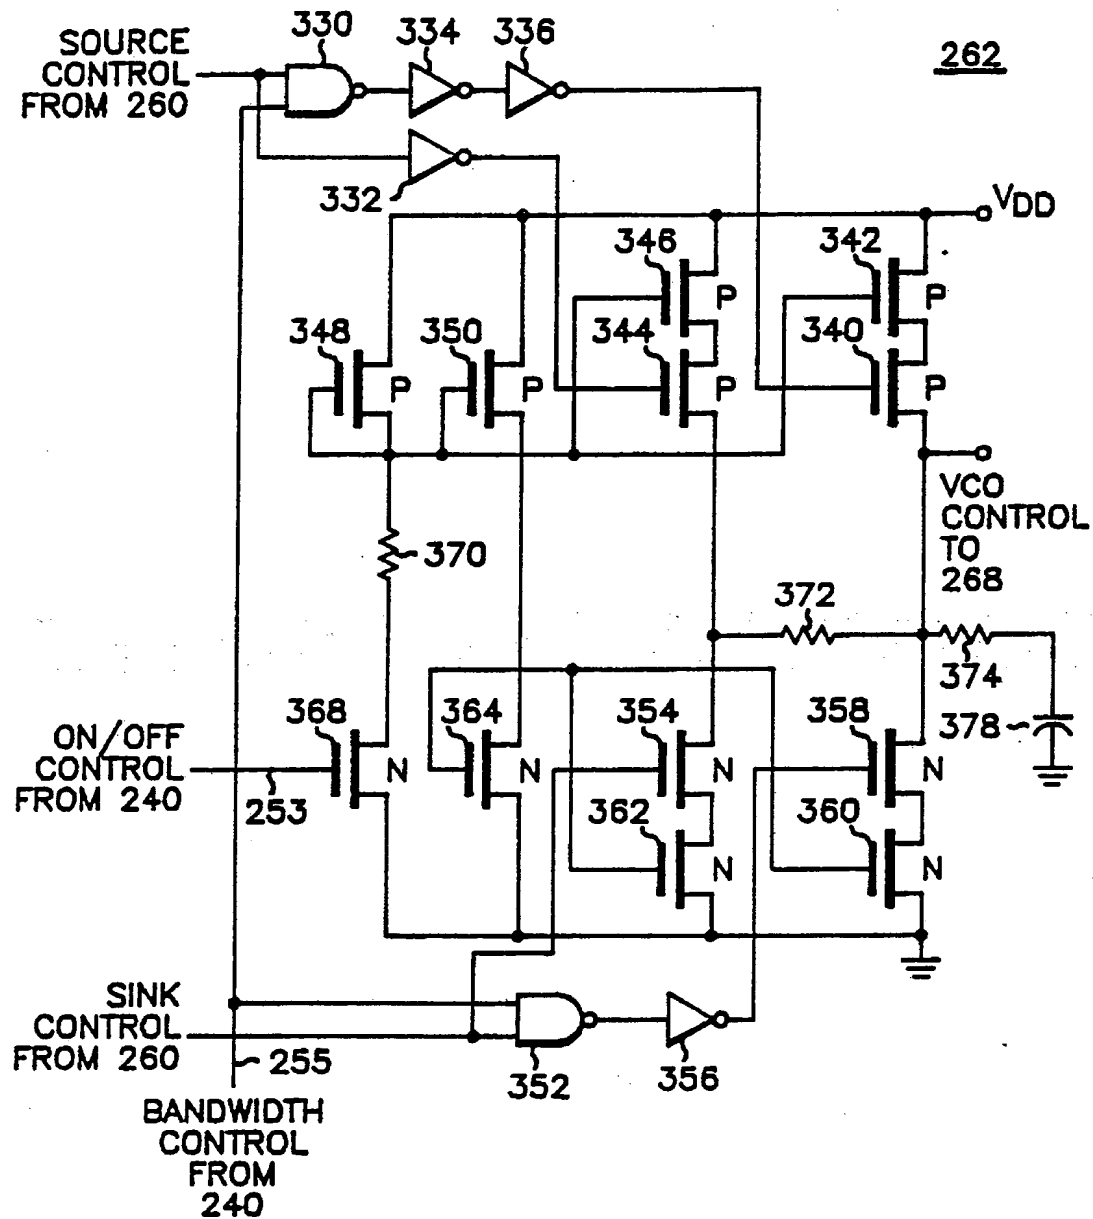 330
334
336
262
SOURCE
CONTROL
FROM 260
332
VDD
346
342
P
P
348
350
344
340
P
P
P
P
370
VCO
CONTROL
TO
268
372
374
368
364
354
358
378
ON/OFF
CONTROL
FROM 240
N
N
N
N
253
362
360
N
N
SINK
CONTROL
FROM 260
255
352
356
BANDWIDTH
CONTROL
FROM
240